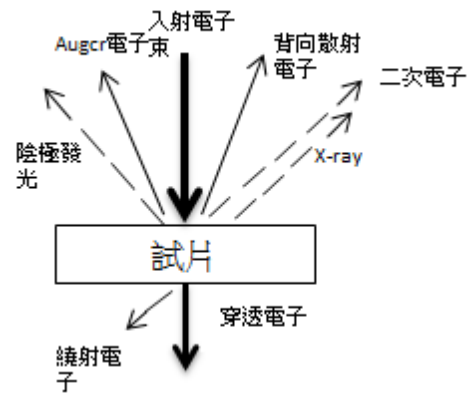 入射電子
束
Augcr電子
背向散射
電子
二次電子
陰極發
光
X-ray
試片
穿透電子
繞射電
子